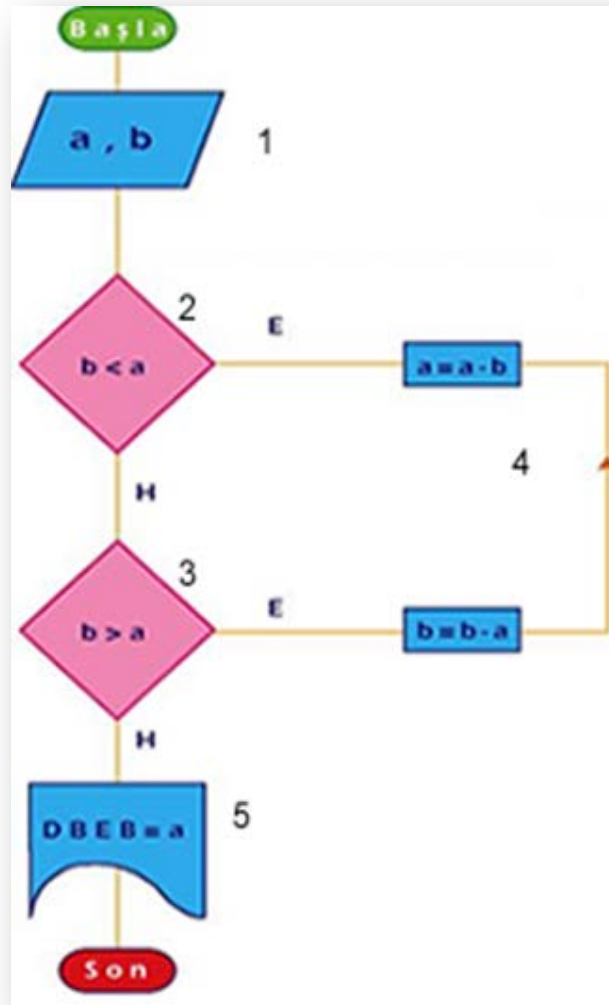 Başla
a , b
1
2
b < a
E
a = a - b
4
H
3
b > a
E
b = b - a
H
DBEB = a
5
Son